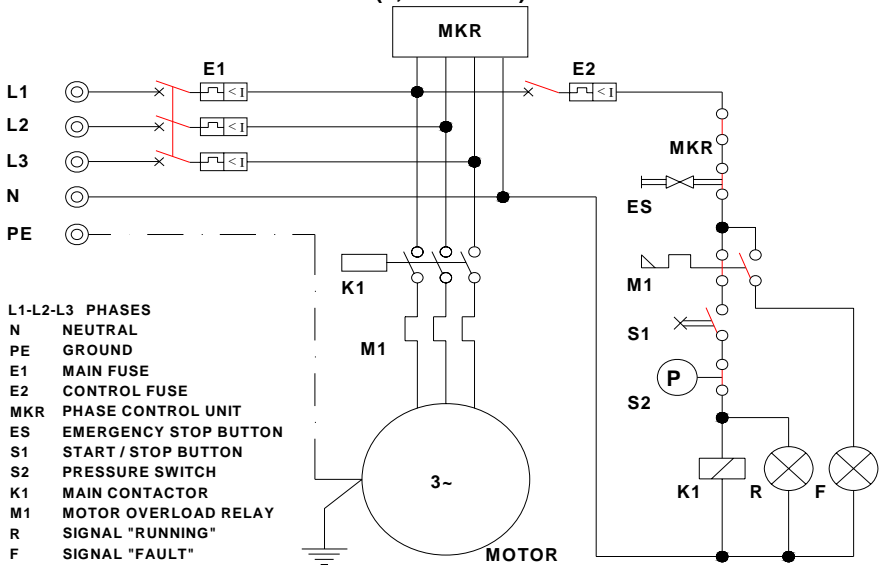 MKR
E1
E2
L1
< I
< I
L2
< I
MKR
L3
< I
N
ES
PE
M1
K1
L1-L2-L3 PHASES
N NEUTRAL
S1
PE GROUND
M1
E1 MAIN FUSE
P
E2 CONTROL FUSE
S2
MKR PHASE CONTROL UNIT
ES EMERGENCY STOP BUTTON
S1 START / STOP BUTTON
S2 PRESSURE SWITCH
3~
K1 MAIN CONTACTOR
K1 R F
M1 MOTOR OVERLOAD RELAY
R SIGNAL "RUNNING"
F SIGNAL "FAULT"
MOTOR